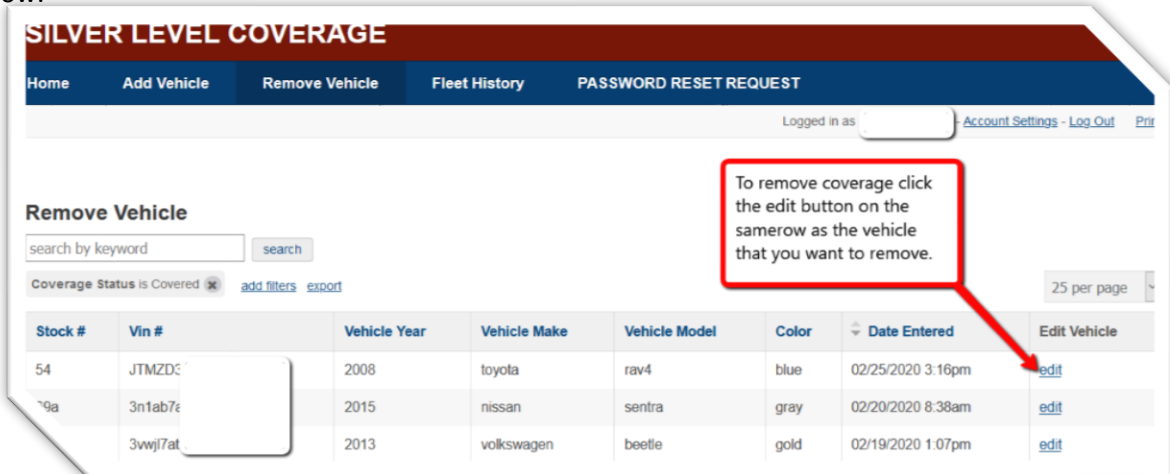 ow.
SILVER LEVEL COVERAGE
Home Add Vehicle Remove Vehicle Fleet History PASSWORD RESET REQUEST
Logged in as - Account Settings - Log Out
To remove coverage click
the edit button on the
samerow as the vehicle
that you want to remove.
Remove Vehicle
search by keyword search
Coverage Status is Covered x add filters export
25 per page
Stock # Vin # Vehicle Year Vehicle Make Vehicle Model Color Date Entered Edit Vehicle
54 JTMZD3 2008 toyota rav4 blue 02/25/2020 3:16pm edit
9a 3n1ab7a 2015 nissan sentra gray 02/20/2020 8:38am edit
3vwjl7at 2013 volkswagen beetle gold 02/19/2020 1:07pm edit